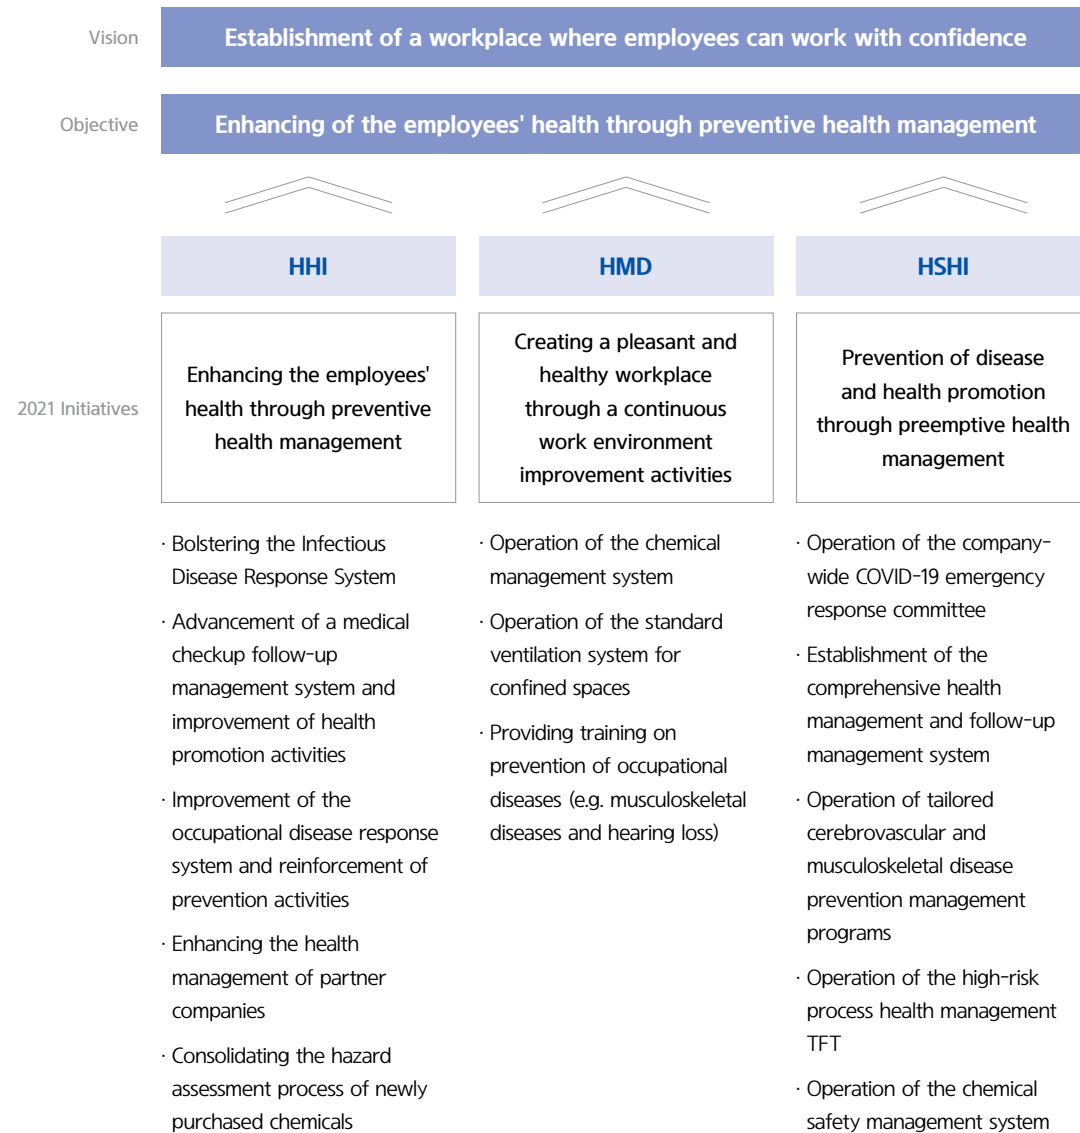 Vision
Establishment of a workplace where employees can work with confidence
Objective
Enhancing of the employees' health through preventive health management
HHI
HMD
HSHI
2021 Initiatives
Enhancing the employees'
health through preventive
health management
Creating a pleasant and
healthy workplace
through a continuous
work environment
improvement activities
Prevention of disease
and health promotion
through preemptive health
management
· Bolstering the Infectious
Disease Response System
· Advancement of a medical
checkup follow-up
management system and
improvement of health
promotion activities
· Improvement of the
occupational disease response
system and reinforcement of
prevention activities
· Enhancing the health
management of partner
companies
· Consolidating the hazard
assessment process of newly
purchased chemicals
· Operation of the chemical
management system
· Operation of the standard
ventilation system for
confined spaces
· Providing training on
prevention of occupational
diseases (e.g. musculoskeletal
diseases and hearing loss)
· Operation of the company-
wide COVID-19 emergency
response committee
· Establishment of the
comprehensive health
management and follow-up
management system
· Operation of tailored
cerebrovascular and
musculoskeletal disease
prevention management
programs
· Operation of the high-risk
process health management
TFT
· Operation of the chemical
safety management system